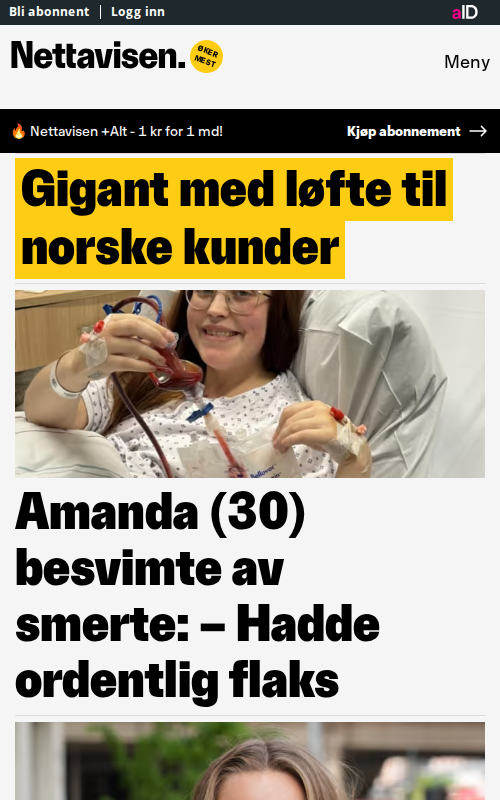 Bli abonnent | Logg inn
aID
Nettavisen.
ØKER
MEST
Meny
🔥 Nettavisen +Alt - 1 kr for 1 md!
Kjøp abonnement →
Gigant med løfte til
norske kunder
Amanda (30)
besvimte av
smerte: – Hadde
ordentlig flaks